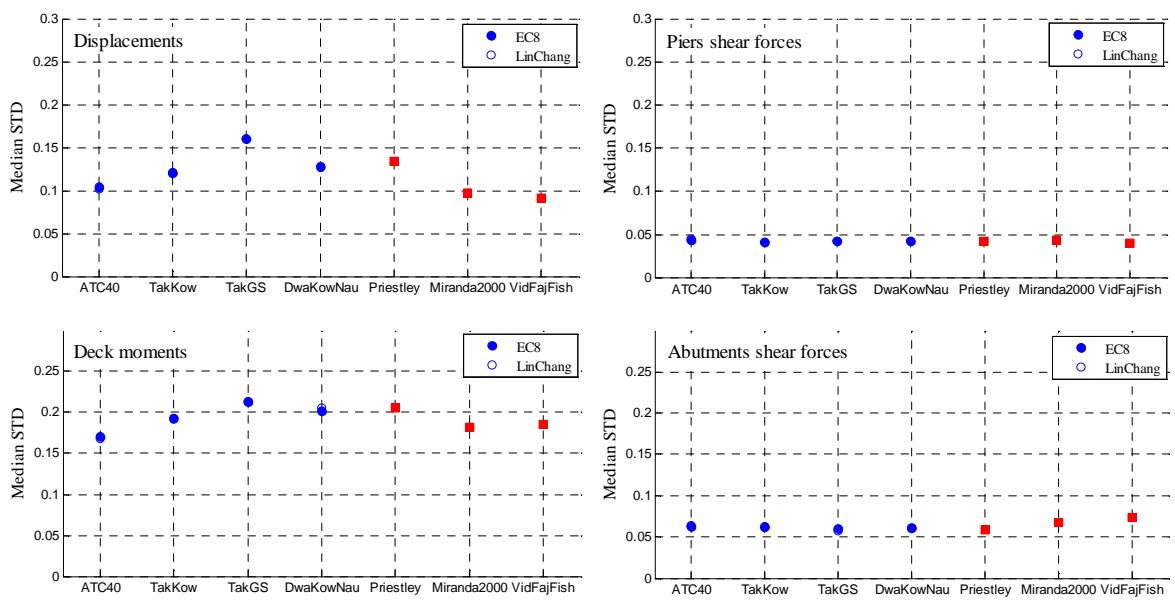 Displacements
EC8
LinChang
Median STD
0.3
0.25
0.2
0.15
0.1
0.05
0
ATC40 TakKow TakGS DwaKowNau Priestley Miranda2000 VidFajFish
Piers shear forces
EC8
LinChang
Median STD
0.3
0.25
0.2
0.15
0.1
0.05
0
ATC40 TakKow TakGS DwaKowNau Priestley Miranda2000 VidFajFish
Deck moments
EC8
LinChang
Median STD
0.25
0.2
0.15
0.1
0.05
0
ATC40 TakKow TakGS DwaKowNau Priestley Miranda2000 VidFajFish
Abutments shear forces
EC8
LinChang
Median STD
0.25
0.2
0.15
0.1
0.05
0
ATC40 TakKow TakGS DwaKowNau Priestley Miranda2000 VidFajFish